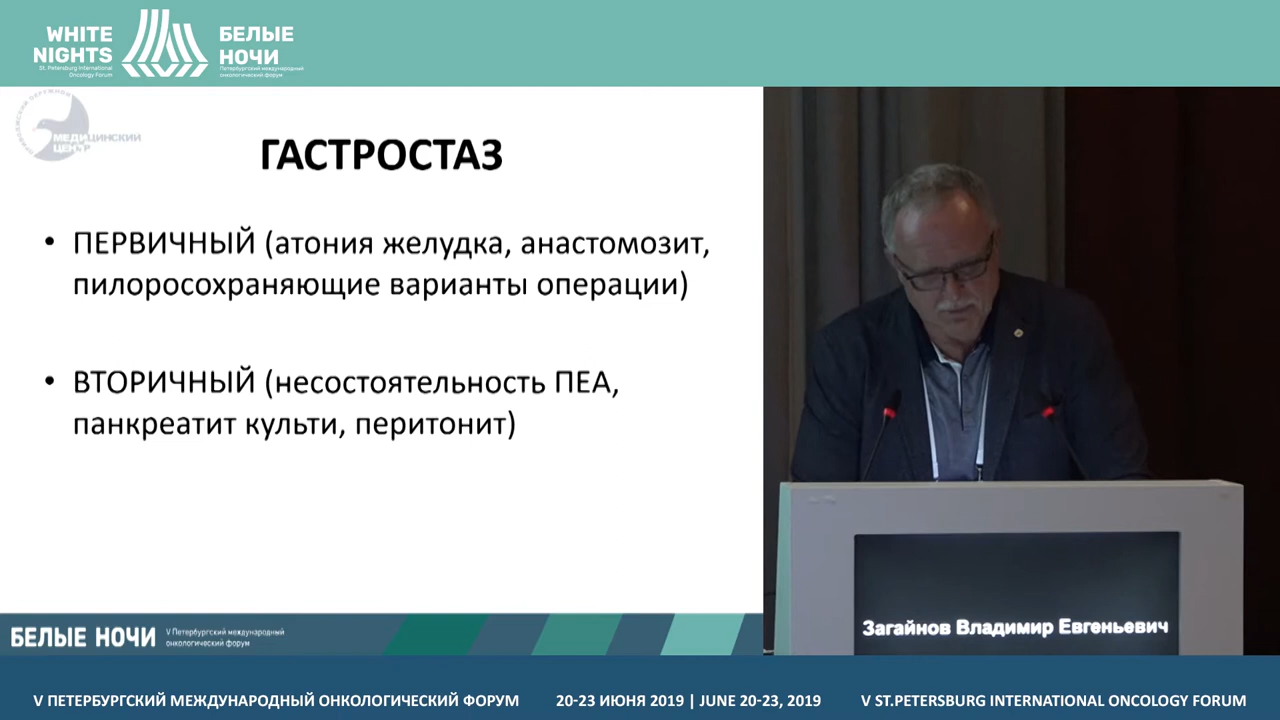 WHITE
NIGHTS
St. Petersburg International
Oncology Forum
БЕЛЫЕ
НОЧИ
Петербургский международный
онкологический форум
МЕДИЦИНСКИЙ
ЦЕНТР
ГАСТРОСТАЗ
• ПЕРВИЧНЫЙ (атония желудка, анастомозит,
пилоросохраняющие варианты операции)
• ВТОРИЧНЫЙ (несостоятельность ПЕА,
панкреатит культи, перитонит)
БЕЛЫЕ НОЧИ
V Петербургский международный
онкологический форум
Загайнов Владимир Евгеньевич
V ПЕТЕРБУРГСКИЙ МЕЖДУНАРОДНЫЙ ОНКОЛОГИЧЕСКИЙ ФОРУМ
20-23 ИЮНЯ 2019 | JUNE 20-23, 2019
V ST.PETERSBURG INTERNATIONAL ONCOLOGY FORUM